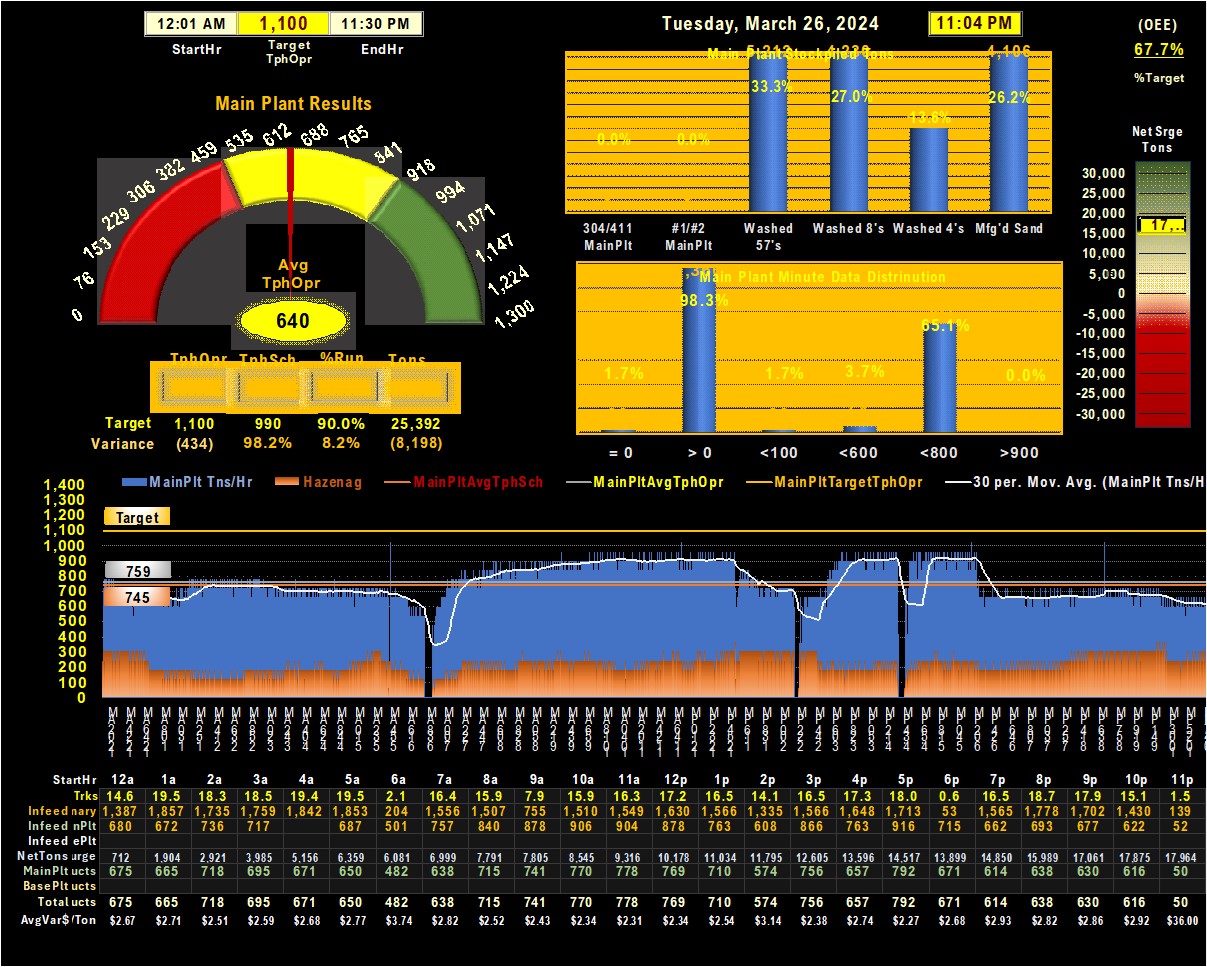 12:01 AM 1,100 11:30 PM
StartHr Target TphOpr EndHr
Tuesday, March 26, 2024 11:04 PM
(OEE)
67.7%
%Target
Main Plant Results
0 76 153 229 306 382 459 535 612 688 765 841 918 994 1,071 1,147 1,224 1,300
Avg
TphOpr
640
TphOpr TphSch %Run Tons
Target 1,100 990 90.0% 25,392
Variance (434) 98.2% 8.2% (8,198)
Main Plant Stockpiled Tons
4,106
0.0% 0.0% 33.3% 27.0% 13.6% 26.2%
304/411 MainPlt #1/#2 MainPlt Washed 57's Washed 8's Washed 4's Mfg'd Sand
Main Plant Minute Data Distrinution
1.7% 98.3% 1.7% 3.7% 65.1% 0.0%
= 0 > 0 <100 <600 <800 >900
Net Srge
Tons
30,000
25,000
20,000
17,..
15,000
10,000
5,000
0
-5,000
-10,000
-15,000
-20,000
-25,000
-30,000
MainPlt Tns/Hr Hazenag MainPltAvgTphSch MainPltAvgTphOpr MainPltTargetTphOpr 30 per. Mov. Avg. (MainPlt Tns/H
1,400
1,300
1,200
1,100
1,000
900
800
700
600
500
400
300
200
100
0
Target
759
745
StartHr 12a 1a 2a 3a 4a 5a 6a 7a 8a 9a 10a 11a 12p 1p 2p 3p 4p 5p 6p 7p 8p 9p 10p 11p
Trks 14.6 19.5 18.3 18.5 19.4 19.5 2.1 16.4 15.9 7.9 15.9 16.3 17.2 16.5 14.1 16.5 17.3 18.0 0.6 16.5 18.7 17.9 15.1 1.5
Infeed nary 1,387 1,857 1,735 1,759 1,842 1,853 204 1,556 1,507 755 1,510 1,549 1,630 1,566 1,335 1,566 1,648 1,713 53 1,565 1,778 1,702 1,430 139
Infeed nPlt 680 672 736 717 687 501 757 840 878 906 904 878 763 608 866 763 916 715 662 693 677 622 52
Infeed ePlt
NetTons urge 712 1,904 2,921 3,985 5,156 6,359 6,081 6,999 7,791 7,805 8,545 9,316 10,178 11,034 11,795 12,605 13,596 14,517 13,899 14,850 15,989 17,061 17,875 17,964
MainPlt ucts 675 665 718 695 671 650 482 638 715 741 770 778 769 710 574 756 657 792 671 614 638 630 616 50
BasePlt ucts
Total ucts 675 665 718 695 671 650 482 638 715 741 770 778 769 710 574 756 657 792 671 614 638 630 616 50
AvgVar$/Ton $2.67 $2.71 $2.51 $2.59 $2.68 $2.77 $3.74 $2.82 $2.52 $2.43 $2.34 $2.31 $2.34 $2.54 $3.14 $2.38 $2.74 $2.27 $2.68 $2.93 $2.82 $2.86 $2.92 $36.00